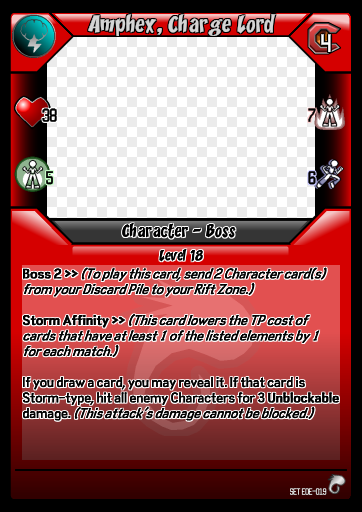 Amphex, Charge Lord
4
38
7
5
6
Character - Boss
Level 18
Boss 2 >> (To play this card, send 2 Character card(s)
from your Discard Pile to your Rift Zone.)
Storm Affinity >> (This card lowers the TP cost of
cards that have at least 1 of the listed elements by 1
for each match.)
If you draw a card, you may reveal it. If that card is
Storm-type, hit all enemy Characters for 3 Unblockable
damage. (This attack's damage cannot be blocked.)
SET EOE-019